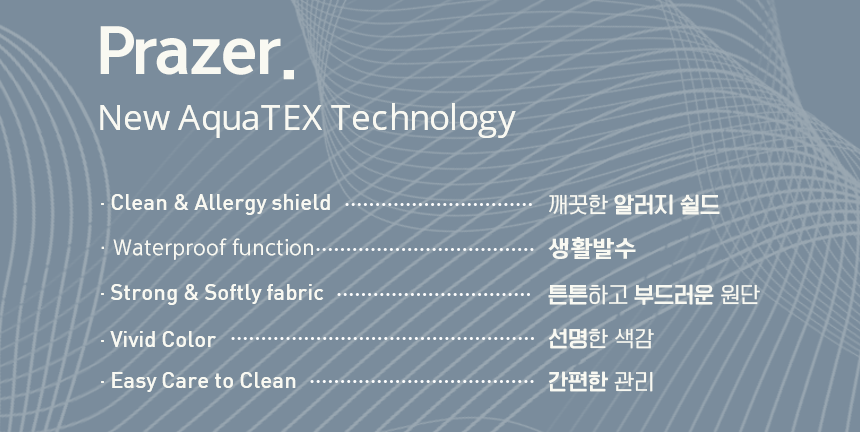 Prazer.
New AquaTEX Technology
· Clean & Allergy shield ································ 깨끗한 알러지 쉴드
· Waterproof function ································ 생활발수
· Strong & Softly fabric ································ 튼튼하고 부드러운 원단
· Vivid Color ································ 선명한 색감
· Easy Care to Clean ································ 간편한 관리